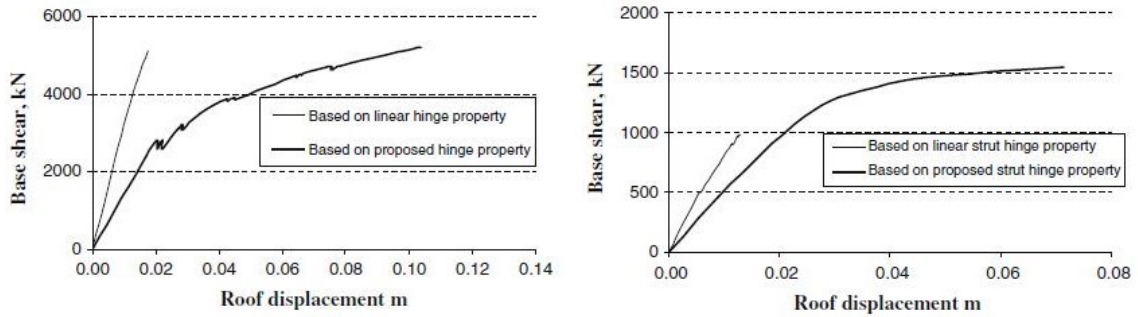 6000
4000
2000
0
0.00 0.02 0.04 0.06 0.08 0.10 0.12 0.14
Base shear, kN
Roof displacement m
Based on linear hinge property
Based on proposed hinge property
2000
1500
1000
500
0
0.00 0.02 0.04 0.06 0.08
Base shear, kN
Roof displacement m
Based on linear strut hinge property
Based on proposed strut hinge property